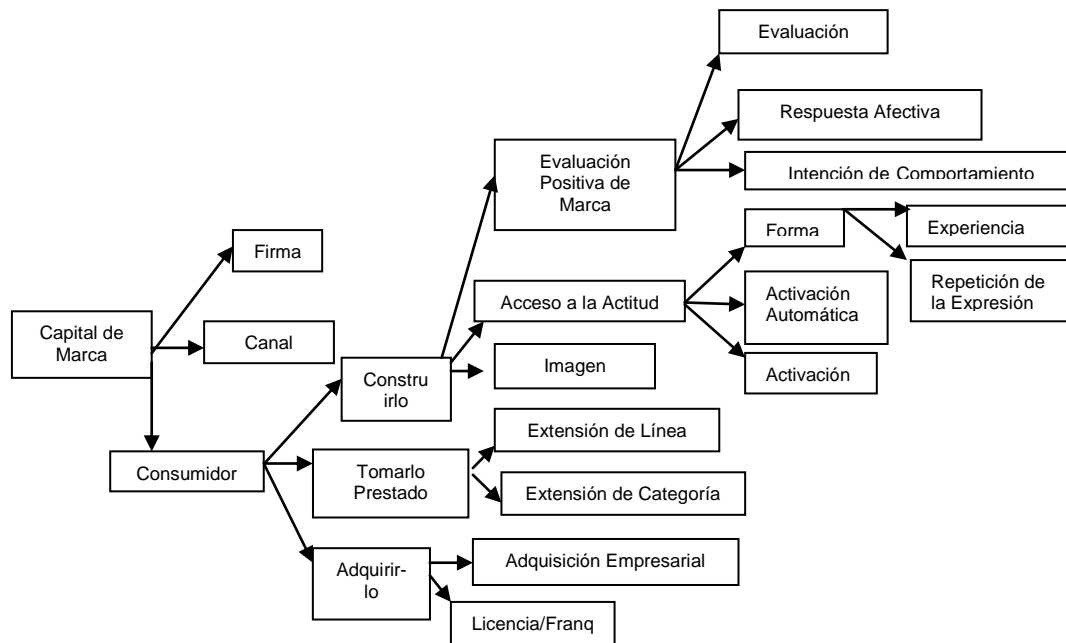 Evaluación
Respuesta Afectiva
Evaluación
Positiva de
Marca
Intención de Comportamiento
Firma
Forma
Experiencia
Acceso a la Actitud
Activación
Automática
Repetición de
la Expresión
Capital de
Marca
Canal
Constru
irlo
Imagen
Activación
Extensión de Línea
Consumidor
Tomarlo
Prestado
Extensión de Categoría
Adquirir-
lo
Adquisición Empresarial
Licencia/Franq